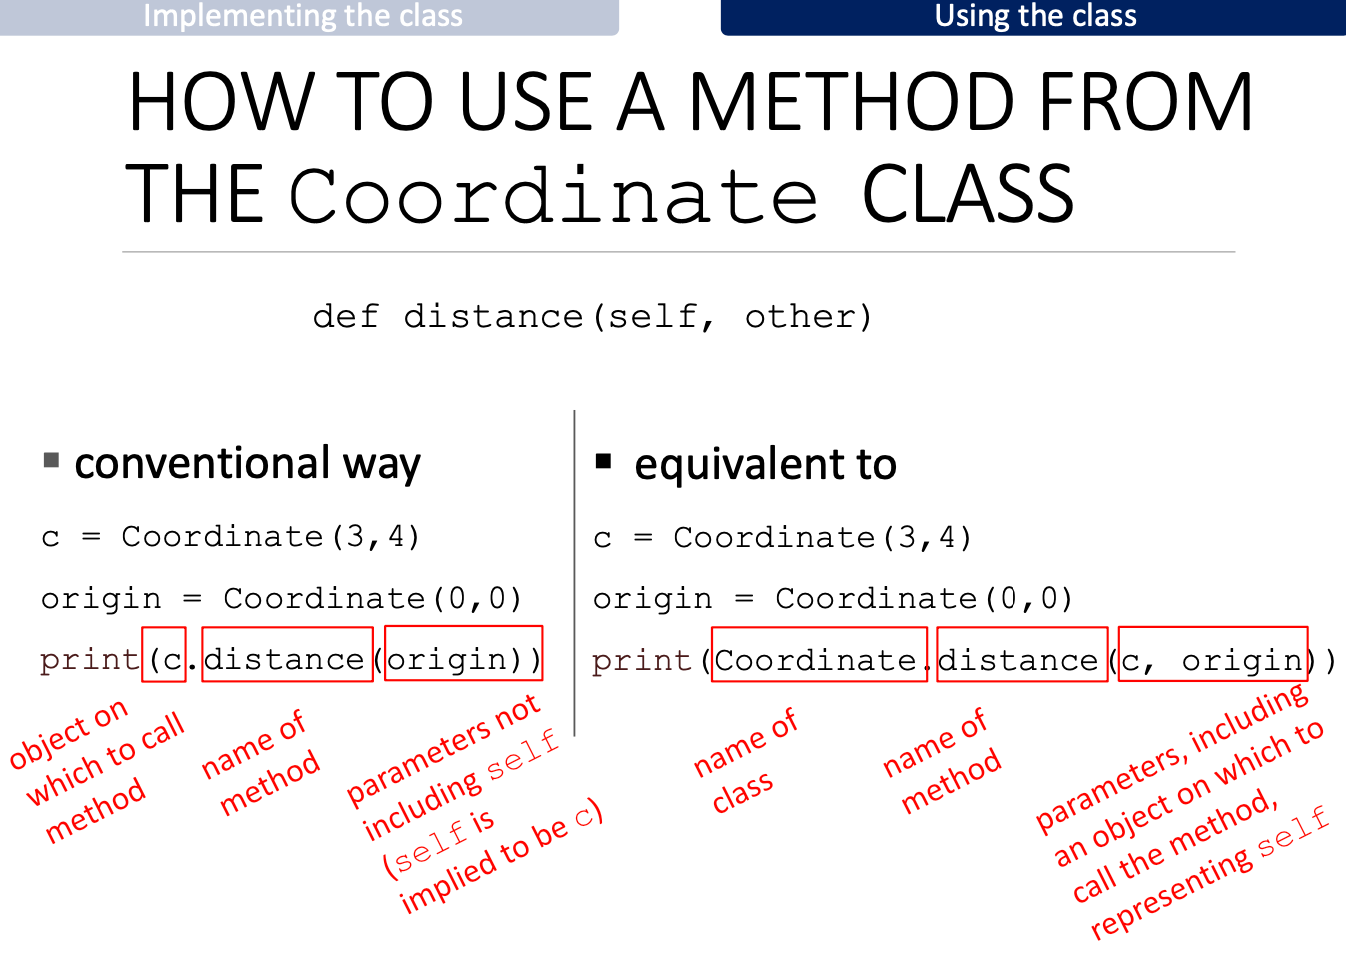 Implementing the class
Using the class
HOW TO USE A METHOD FROM
THE Coordinate CLASS
def distance(self, other)
▪ conventional way
c = Coordinate(3,4)
origin = Coordinate(0,0)
print(c.distance(origin))
object on
which to call
method
name of
method
parameters not
including self
(self is
implied to be c)
▪ equivalent to
c = Coordinate(3,4)
origin = Coordinate(0,0)
print(Coordinate.distance(c, origin))
name of
class
name of
method
parameters, including
an object on which to
call the method,
representing self